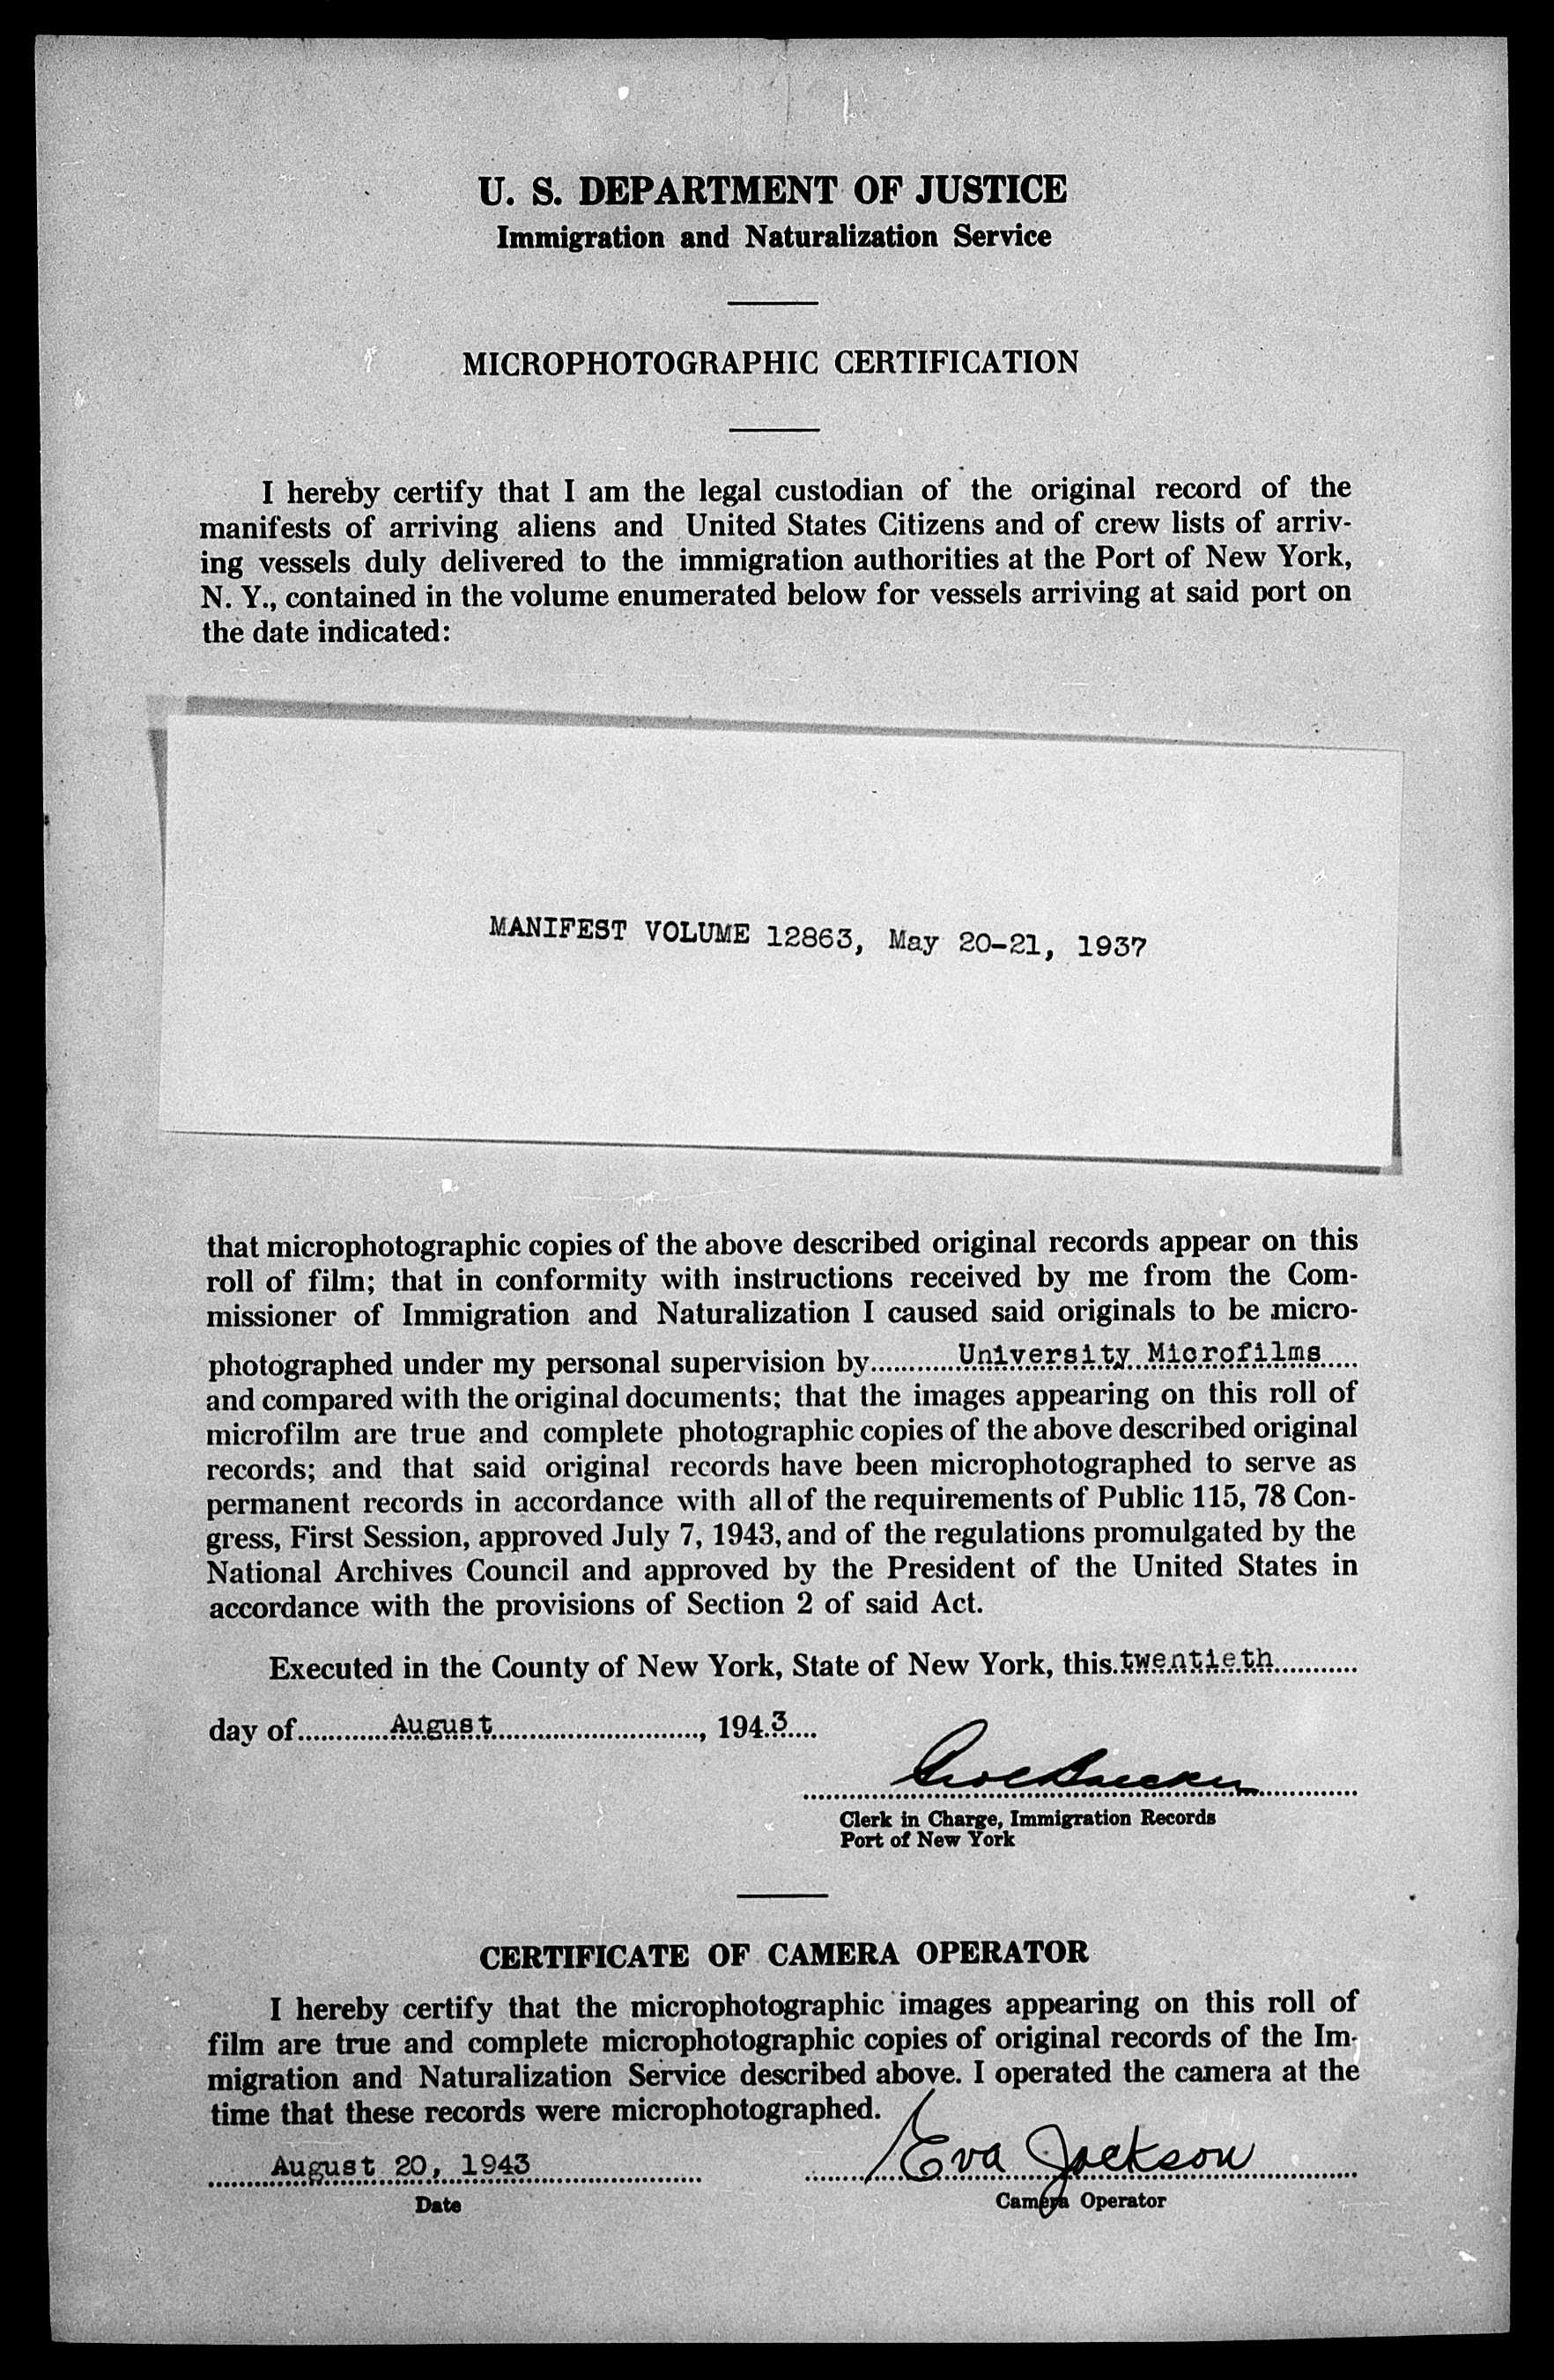 U. S. DEPARTMENT OF JUSTICE
Immigration and Naturalization Service
MICROPHOTOGRAPHIC CERTIFICATION
I hereby certify that I am the legal custodian of the original record of the
manifests of arriving aliens and United States Citizens and of crew lists of arriv-
ing vessels duly delivered to the immigration authorities at the Port of New York,
N. Y., contained in the volume enumerated below for vessels arriving at said port on
the date indicated:
MANIFEST VOLUME 12863, May 20-21, 1937
that microphotographic copies of the above described original records appear on this
roll of film; that in conformity with instructions received by me from the Com-
missioner of Immigration and Naturalization I caused said originals to be micro-
photographed under my personal supervision by University Microfilms
and compared with the original documents; that the images appearing on this roll of
microfilm are true and complete photographic copies of the above described original
records; and that said original records have been microphotographed to serve as
permanent records in accordance with all of the requirements of Public 115, 78 Con-
gress, First Session, approved July 7, 1943, and of the regulations promulgated by the
National Archives Council and approved by the President of the United States in
accordance with the provisions of Section 2 of said Act.
Executed in the County of New York, State of New York, this twentieth
day of August, 1943
Clerk in Charge, Immigration Records
Port of New York
CERTIFICATE OF CAMERA OPERATOR
I hereby certify that the microphotographic images appearing on this roll of
film are true and complete microphotographic copies of original records of the Im-
migration and Naturalization Service described above. I operated the camera at the
time that these records were microphotographed.
August 20, 1943 Eva Jackson
Date Camera Operator